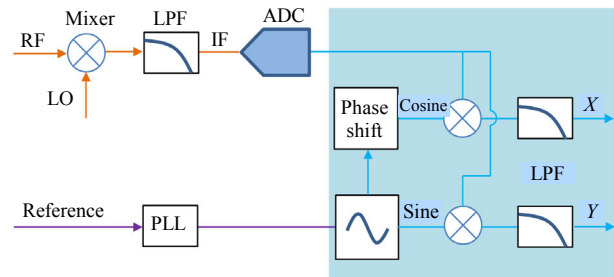 Mixer
LPF
ADC
RF
IF
LO
Phase
shift
Cosine
X
LPF
Reference
PLL
Sine
Y